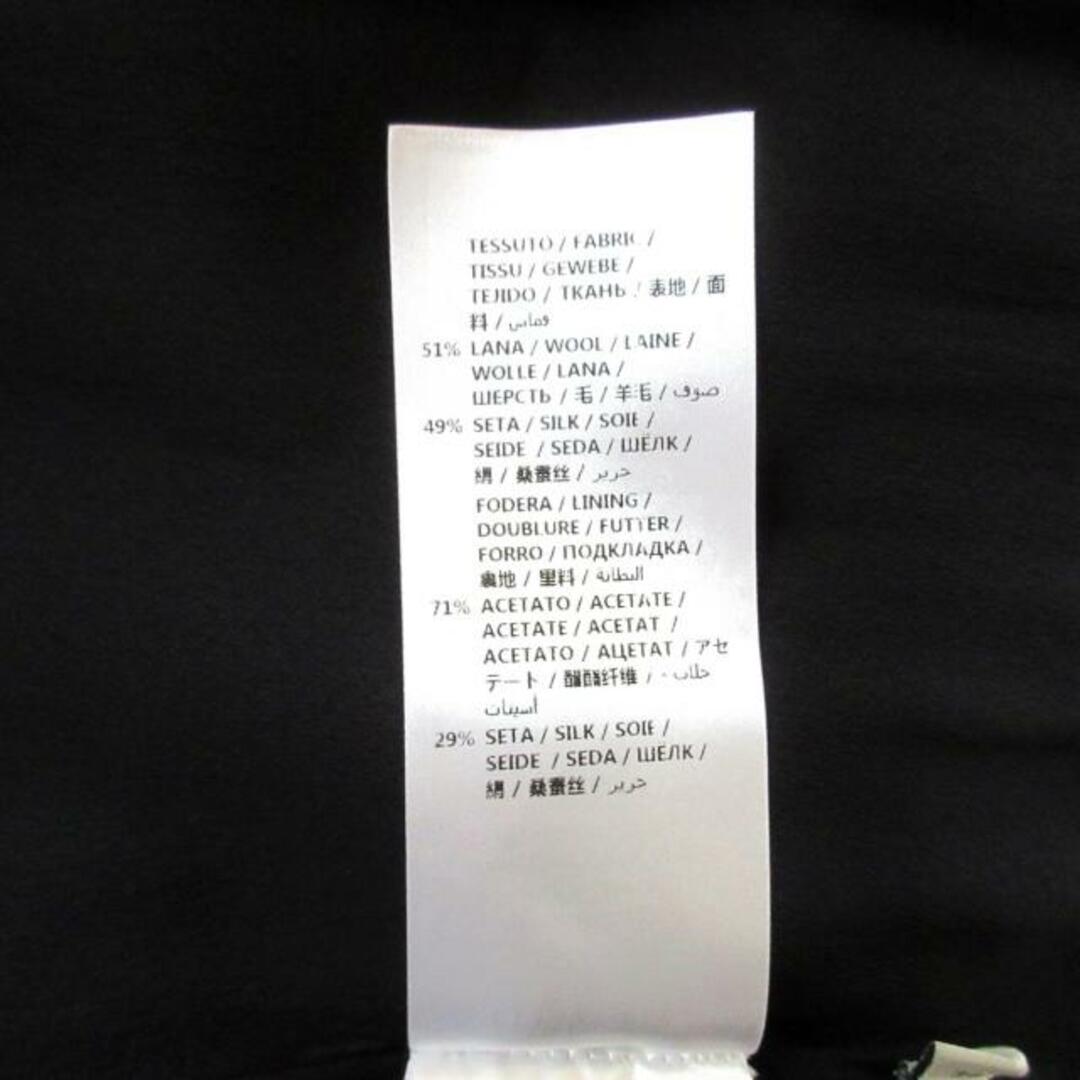 TESSUTO / FABRIC /
TISSU / GEWEBE /
TEJIDO / ТКАНЬ / 表地 / 面
料 / قماش
51% LANA / WOOL / LAINE /
WOLLE / LANA /
ШЕРСТЬ / 毛 / 羊毛 / صوف
49% SETA / SILK / SOIE /
SEIDE / SEDA / ШЁЛК /
絹 / 桑蚕丝 / حرير
FODERA / LINING /
DOUBLURE / FUTTER /
FORRO / ПОДКЛАДКА /
裏地 / 里料 / البطانة
71% ACETATO / ACETATE /
ACETATE / ACETAT /
ACETATO / АЦЕТАТ / アセ
テート / 醋酯纤维 / خلات -
أسيتات
29% SETA / SILK / SOIE /
SEIDE / SEDA / ШЁЛК /
絹 / 桑蚕丝 / حرير